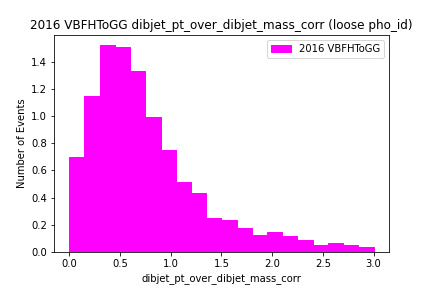 2016 VBFHToGG dibjet_pt_over_dibjet_mass_corr (loose pho_id)
2016 VBFHToGG
Number of Events
1.4
1.2
1.0
0.8
0.6
0.4
0.2
0.0
0.0 0.5 1.0 1.5 2.0 2.5 3.0
dibjet_pt_over_dibjet_mass_corr